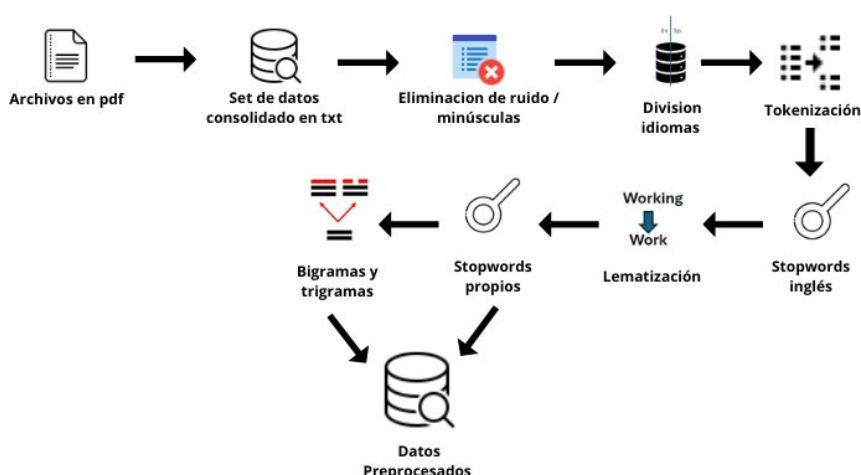 Archivos en pdf
Set de datos
consolidado en txt
Eliminacion de ruido /
minúsculas
Division
idiomas
Tokenización
Stopwords
inglés
Working
Work
Lematización
Stopwords
propios
Bigramas y
trigramas
Datos
Preprocesados